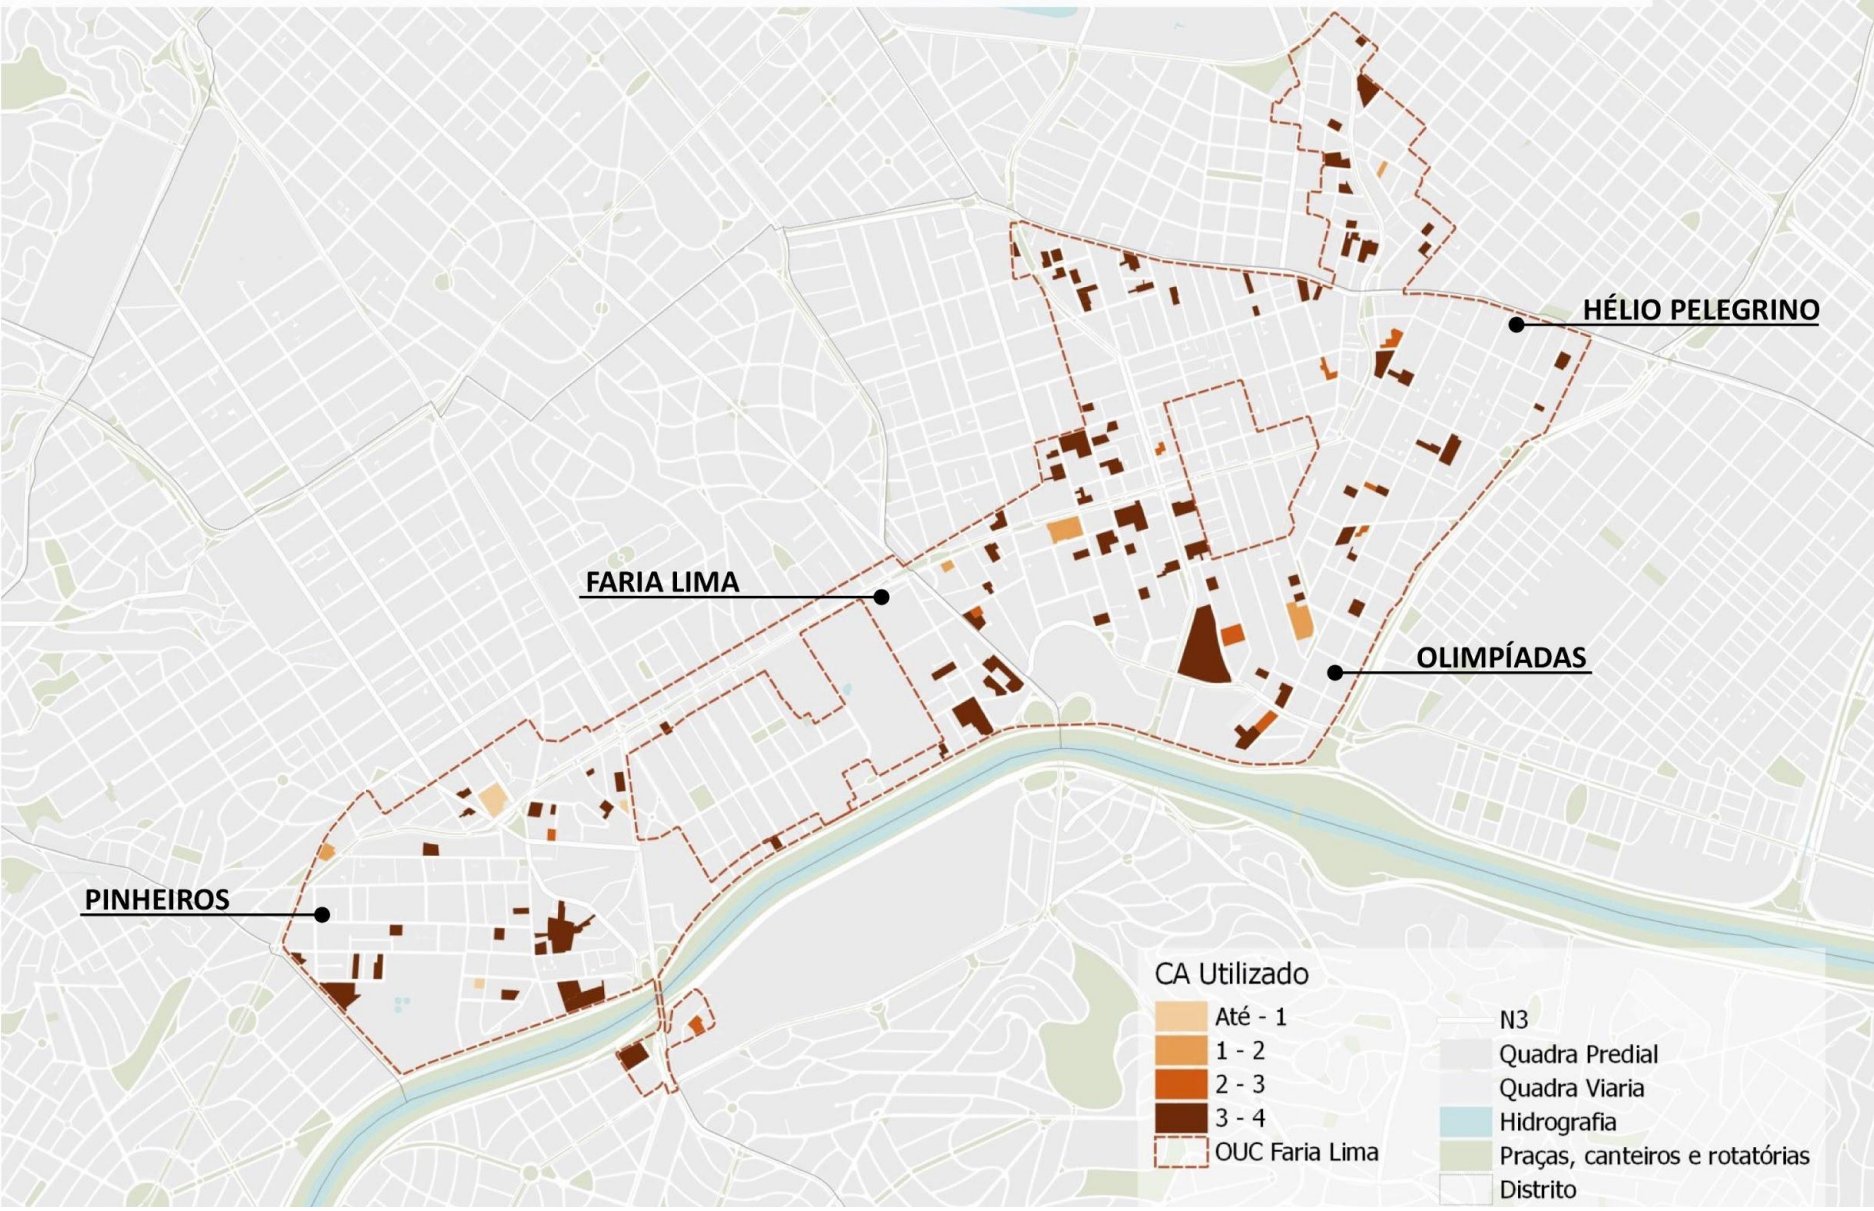 HÉLIO PELEGRINO
FARIA LIMA
OLIMPÍADAS
PINHEIROS
CA Utilizado
Até - 1
1 - 2
2 - 3
3 - 4
OUC Faria Lima
N3
Quadra Predial
Quadra Viaria
Hidrografia
Praças, canteiros e rotatórias
Distrito